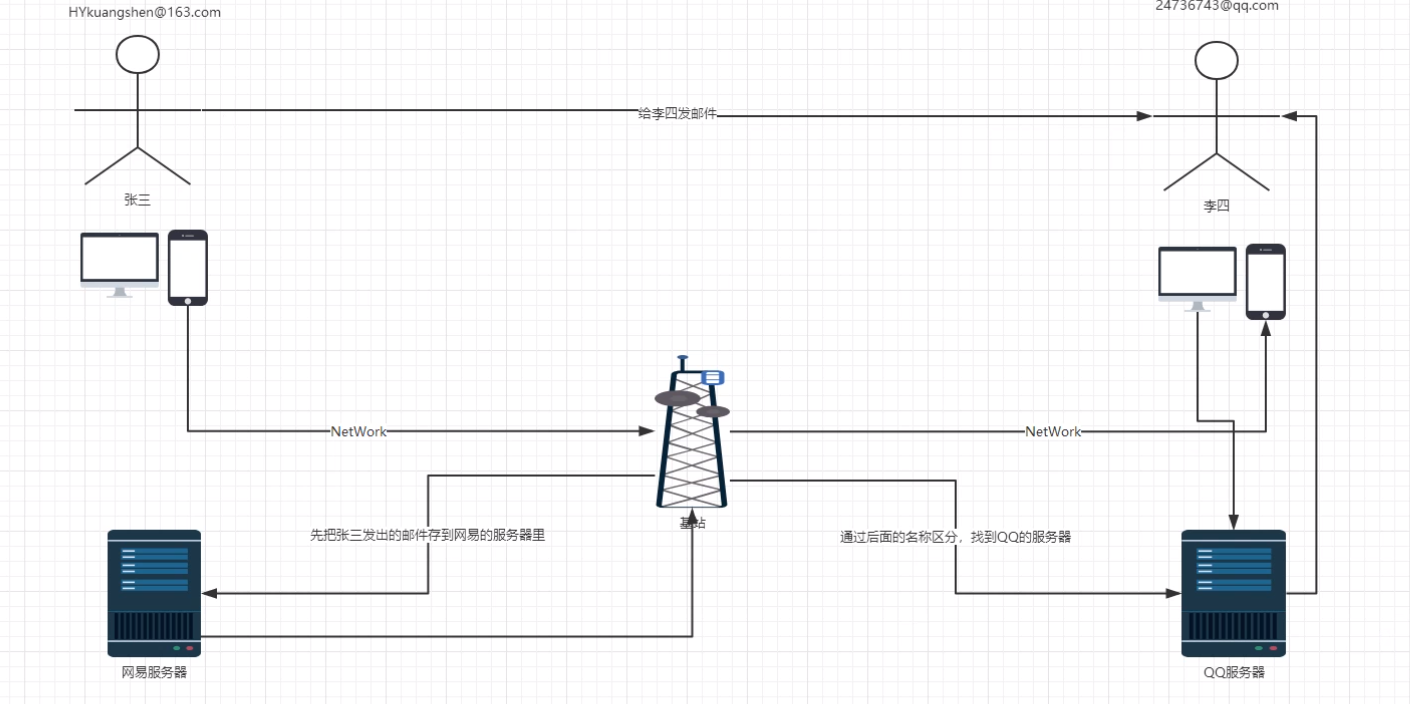 HYkuangshen@163.com
24736743@qq.com
给李四发邮件
张三
李四
NetWork
NetWork
基站
先把张三发出的邮件存到网易的服务器里
通过后面的名称区分，找到QQ的服务器
网易服务器
QQ服务器